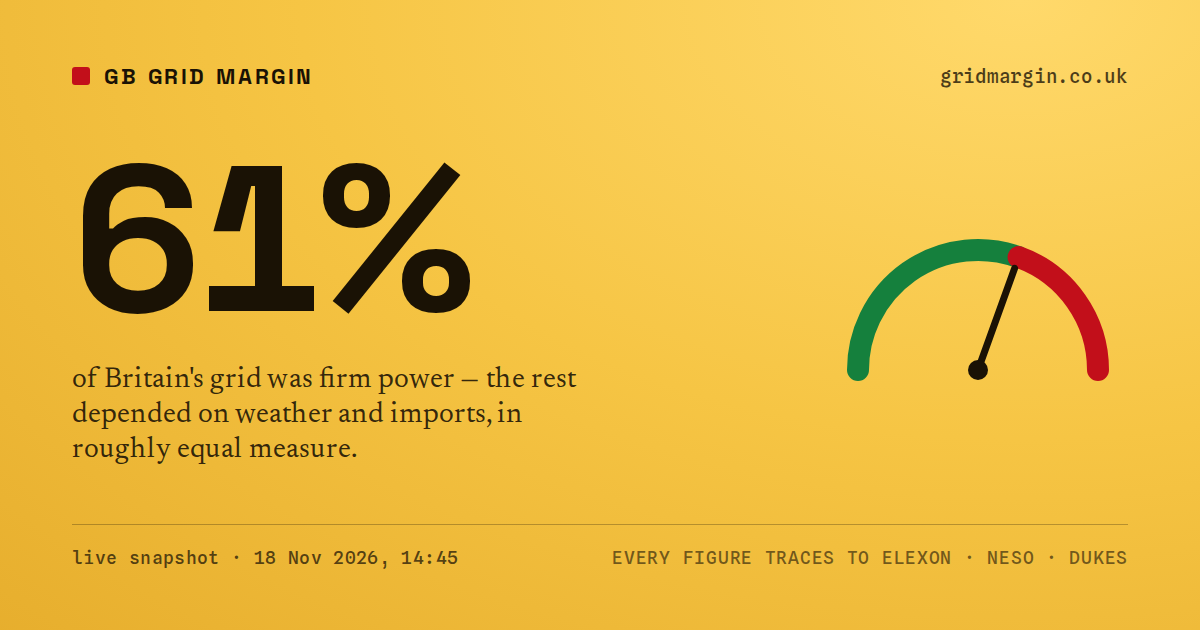 GB GRID MARGIN
gridmargin.co.uk
61%
of Britain's grid was firm power — the rest
depended on weather and imports, in
roughly equal measure.
live snapshot · 18 Nov 2026, 14:45
EVERY FIGURE TRACES TO ELEXON · NESO · DUKES